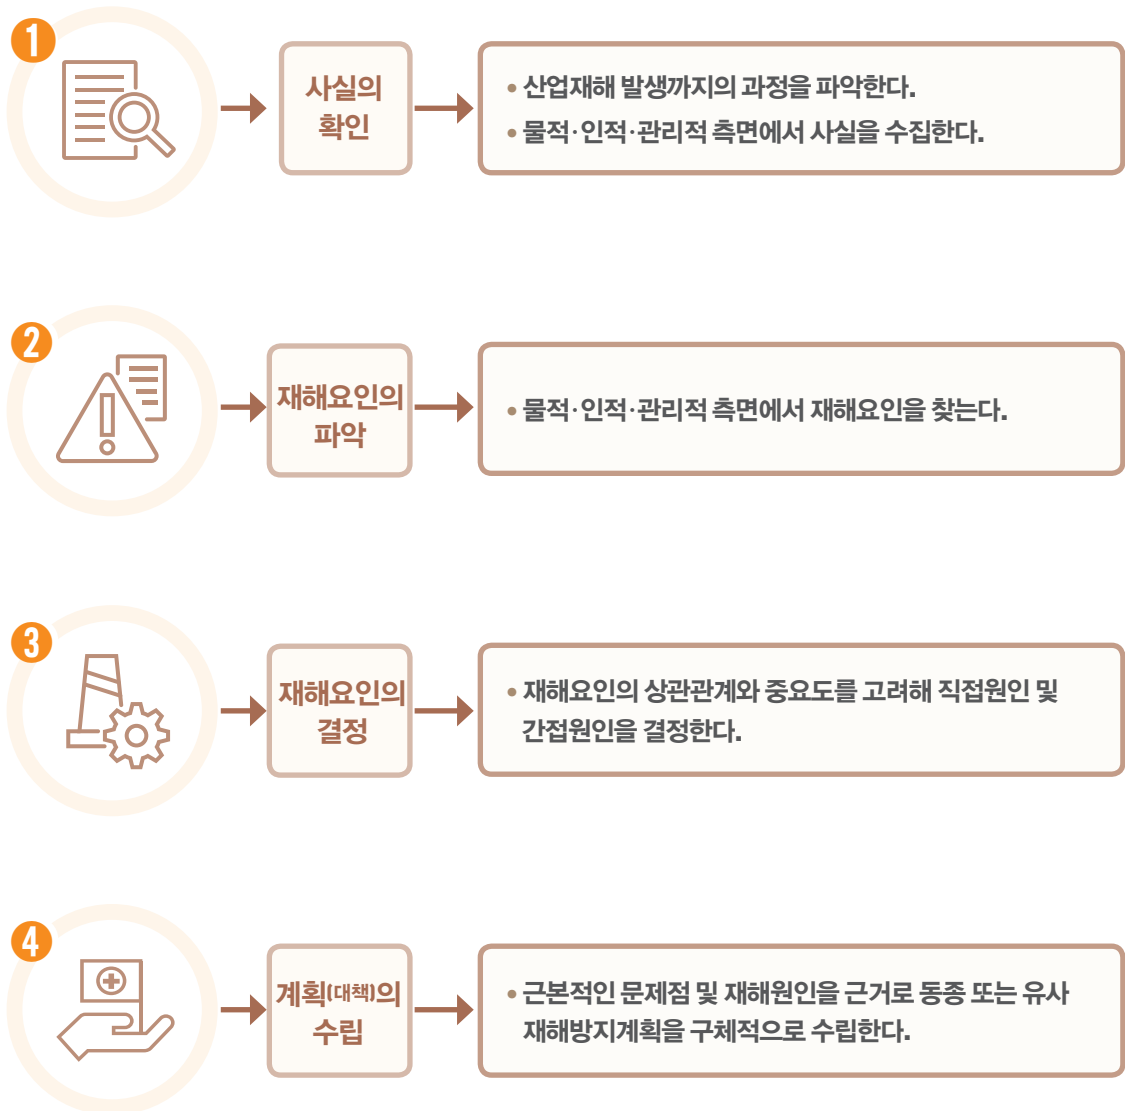 1
사실의
확인
• 산업재해 발생까지의 과정을 파악한다.
• 물적·인적·관리적 측면에서 사실을 수집한다.
2
재해요인의
파악
• 물적·인적·관리적 측면에서 재해요인을 찾는다.
3
재해요인의
결정
• 재해요인의 상관관계와 중요도를 고려해 직접원인 및
간접원인을 결정한다.
4
계획(대책)의
수립
• 근본적인 문제점 및 재해원인을 근거로 동종 또는 유사
재해방지계획을 구체적으로 수립한다.